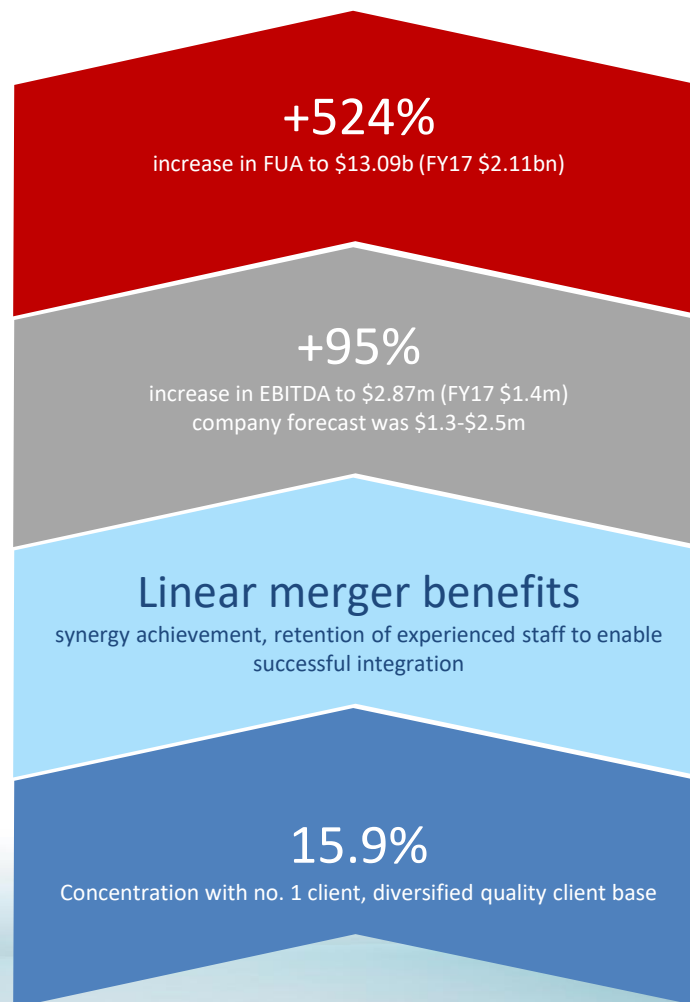 +524%
increase in FUA to $13.09b (FY17 $2.11bn)
+95%
increase in EBITDA to $2.87m (FY17 $1.4m)
company forecast was $1.3-$2.5m
Linear merger benefits
synergy achievement, retention of experienced staff to enable
successful integration
15.9%
Concentration with no. 1 client, diversified quality client base